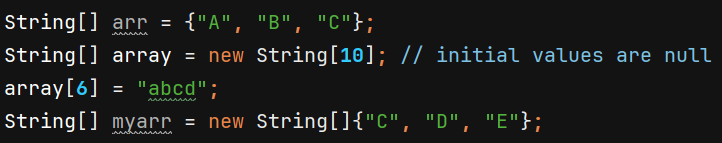 String[] arr = {"A", "B", "C"};
String[] array = new String[10]; // initial values are null
array[6] = "abcd";
String[] myarr = new String[]{"C", "D", "E"};